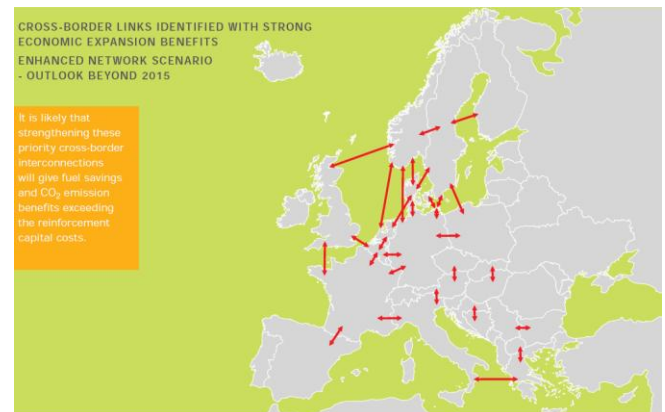 CROSS-BORDER LINKS IDENTIFIED WITH STRONG
ECONOMIC EXPANSION BENEFITS
ENHANCED NETWORK SCENARIO
- OUTLOOK BEYOND 2015
It is likely that
strengthening these
priority cross-border
interconnections
will give fuel savings
and CO₂ emission
benefits exceeding
the reinforcement
capital costs.